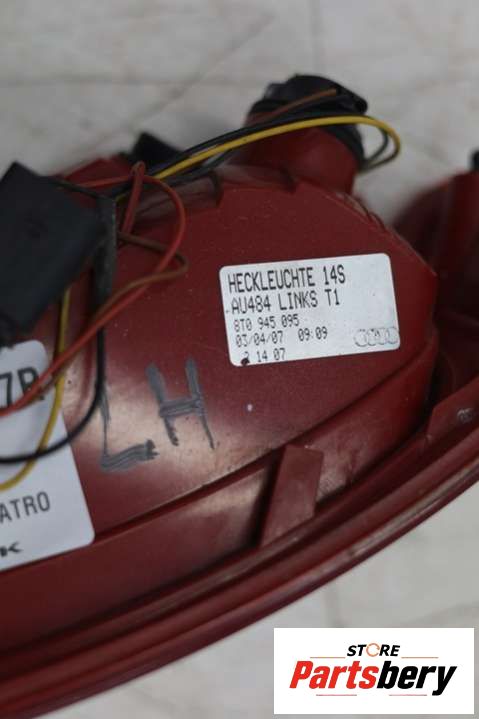 HECKLEUCHTE 14S
AU484 LINKS T1
8T0 945 095
03/04/07 09:09
2 14 07
LH
7R
ATRO
K
STORE
Partsbery